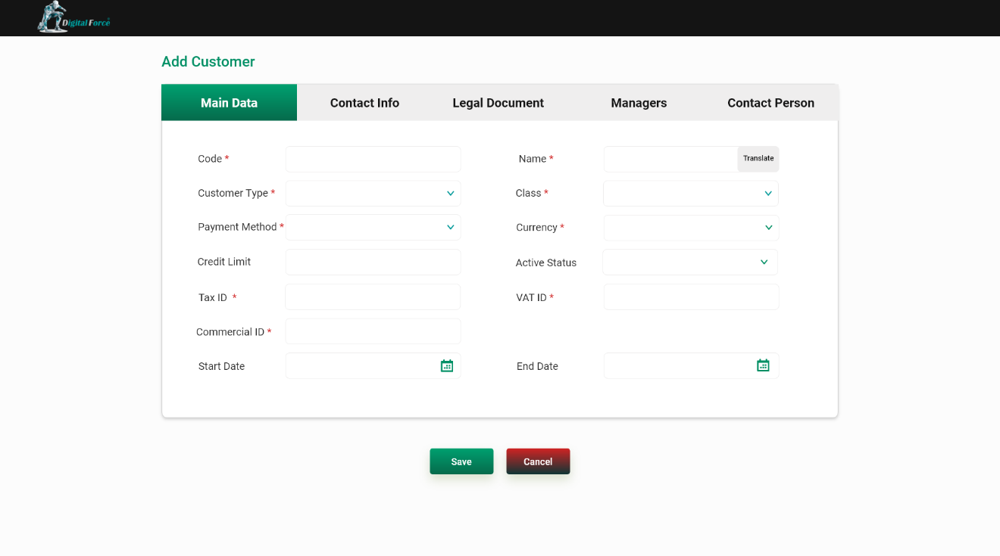 Digital Force
Add Customer
Main Data Contact Info Legal Document Managers Contact Person
Code * Name * Translate
Customer Type * Class *
Payment Method * Currency *
Credit Limit Active Status
Tax ID * VAT ID *
Commercial ID *
Start Date End Date
Save Cancel